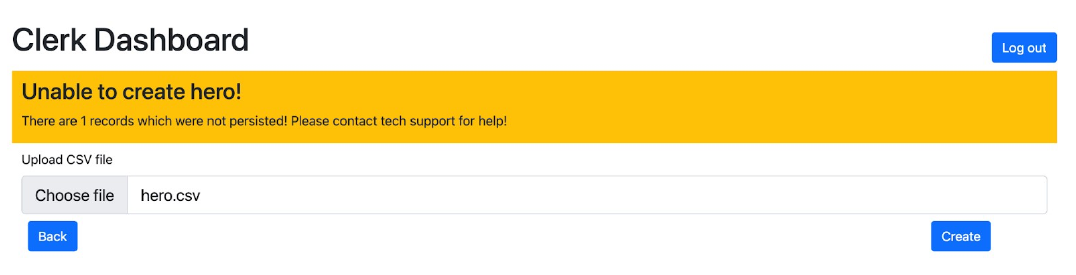 Clerk Dashboard
Log out
Unable to create hero!
There are 1 records which were not persisted! Please contact tech support for help!
Upload CSV file
Choose file hero.csv
Back
Create